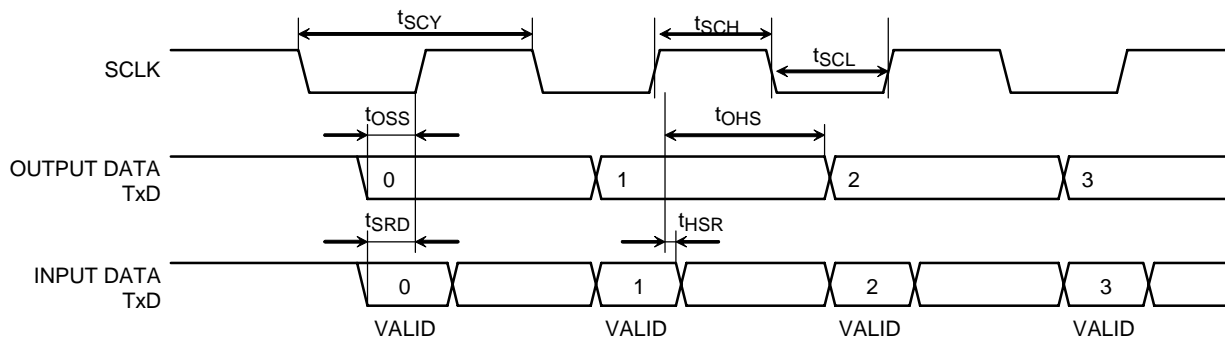 tSCY
tSCH
SCLK
tSCL
tOSS
tOHS
OUTPUT DATA
TxD
0
1
2
3
tSRD
tHSR
INPUT DATA
TxD
0
1
2
3
VALID
VALID
VALID
VALID